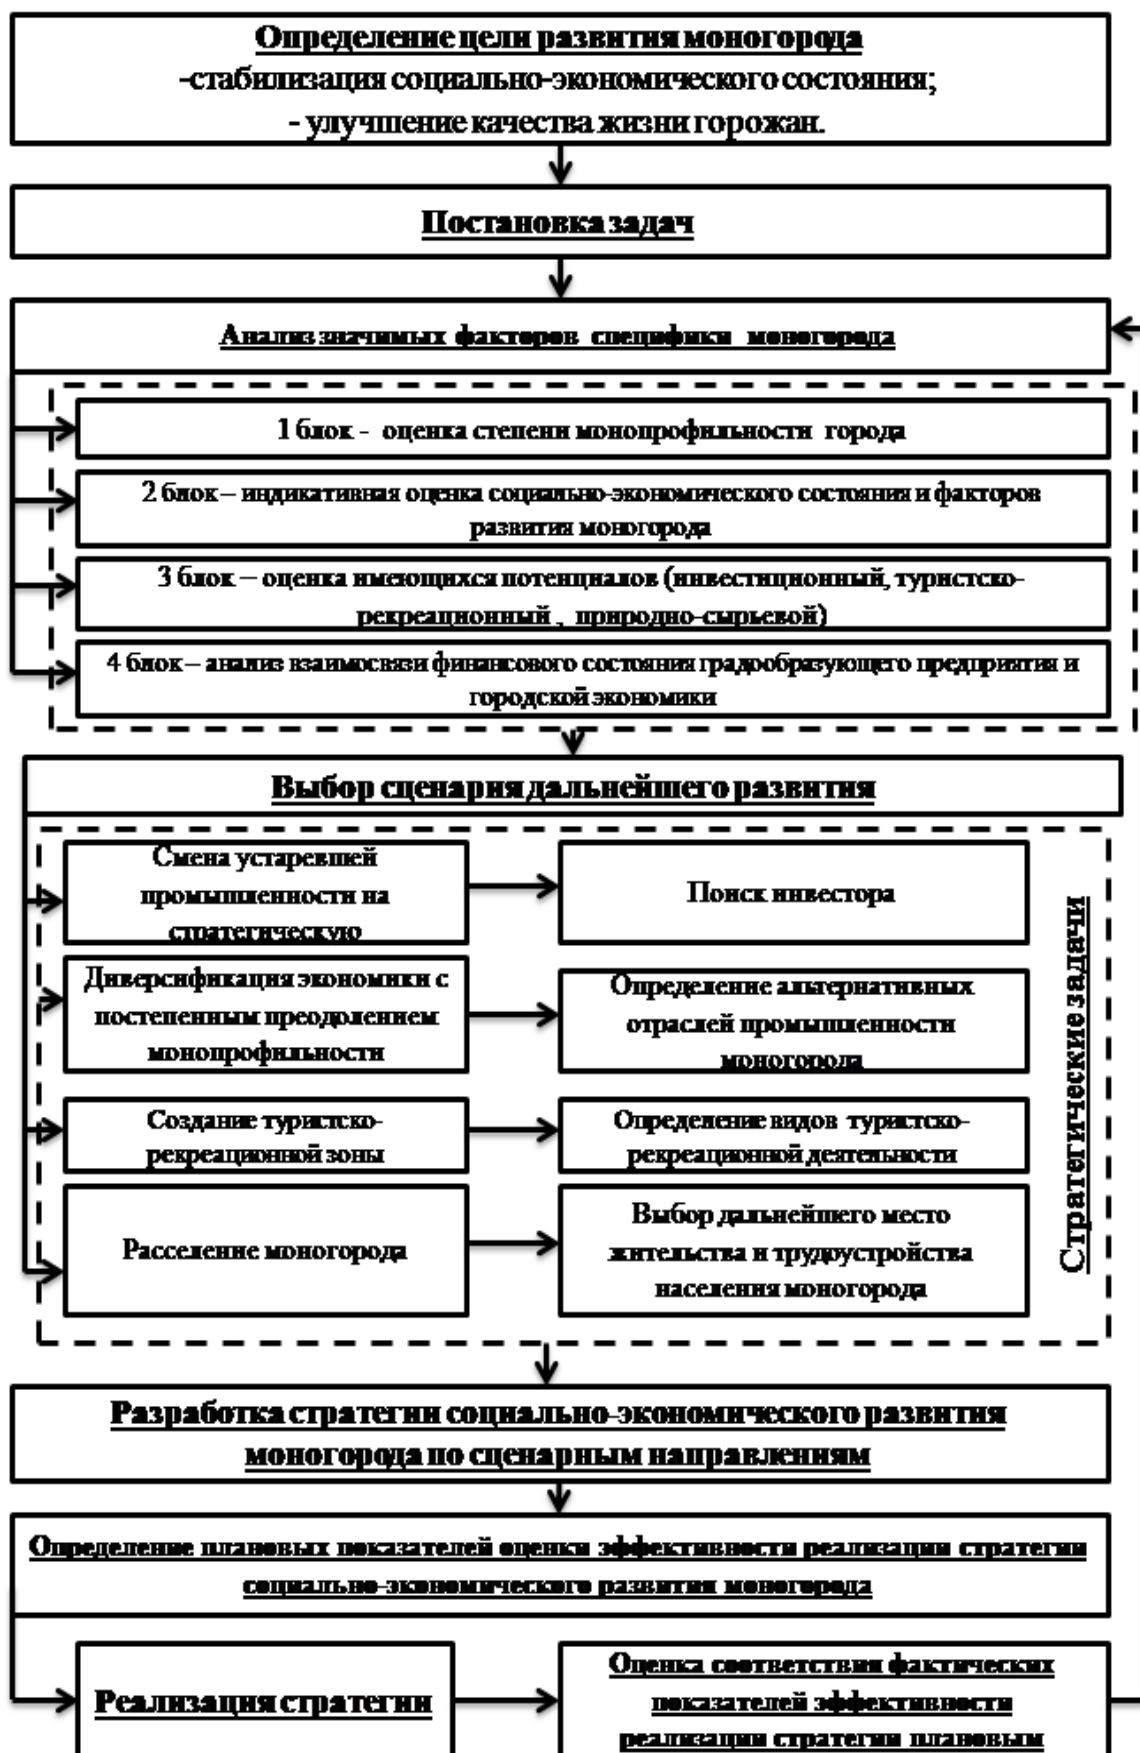 Определение цели развития моногорода
-стабилизация социально-экономического состояния;
- улучшение качества жизни горожан.
Постановка задач
Анализ значимых факторов специфики моногорода
1 блок - оценка степени монопрофильности города
2 блок – индикативная оценка социально-экономического состояния и факторов
развития моногорода
3 блок – оценка имеющихся потенциалов (инвестиционный, туристско-
рекреационный , природно-сырьевой)
4 блок – анализ взаимосвязи финансового состояния градообразующего предприятия и
городской экономики
Выбор сценария дальнейшего развития
Смена устаревшей
промышленности на
стратегическую
Поиск инвестора
Диверсификация экономики с
постепенным преодолением
монопрофильности
Определение альтернативных
отраслей промышленности
моногорода
Создание туристско-
рекреационной зоны
Определение видов туристско-
рекреационной деятельности
Расселение моногорода
Выбор дальнейшего место
жительства и трудоустройства
населения моногорода
Стратегические задачи
Разработка стратегии социально-экономического развития
моногорода по сценарным направлениям
Определение плановых показателей оценки эффективности реализации стратегии
социально-экономического развития моногорода
Реализация стратегии
Оценка соответствия фактических
показателей эффективности
реализации стратегии плановым